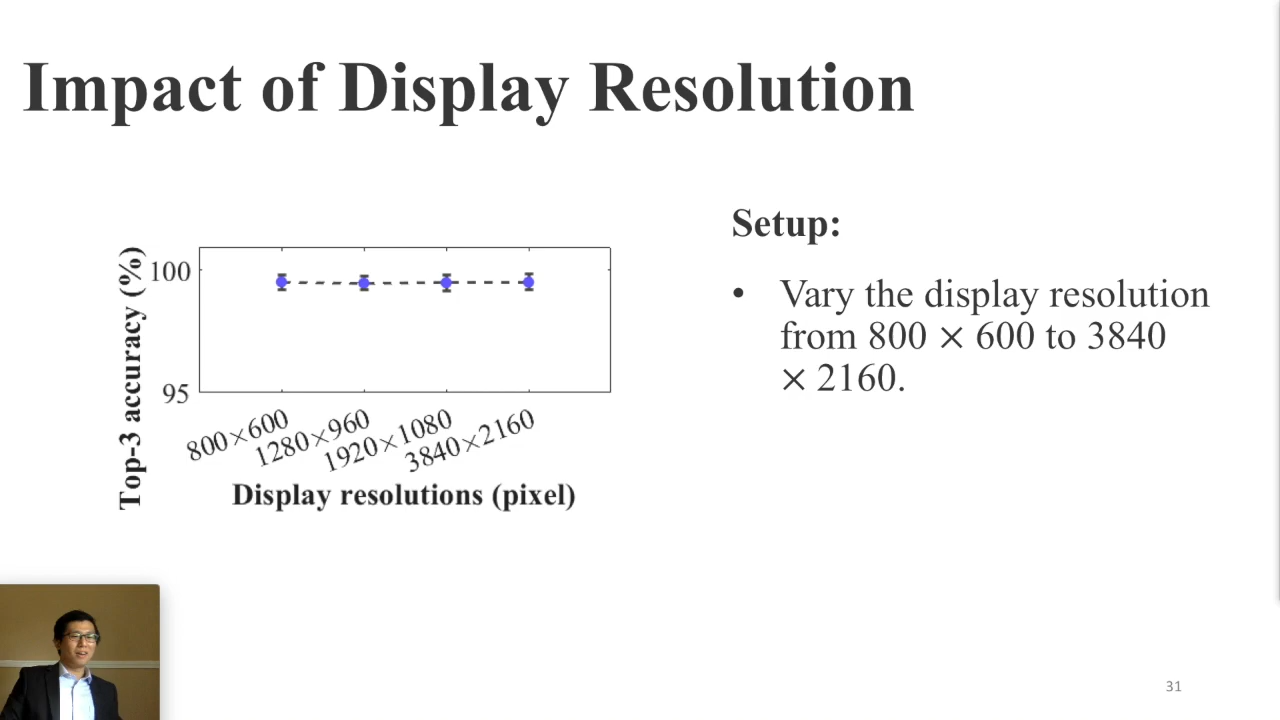 Impact of Display Resolution
Top-3 accuracy (%)
100
95
800×600
1280×960
1920×1080
3840×2160
Display resolutions (pixel)
Setup:
• Vary the display resolution
from 800 × 600 to 3840
× 2160.
31